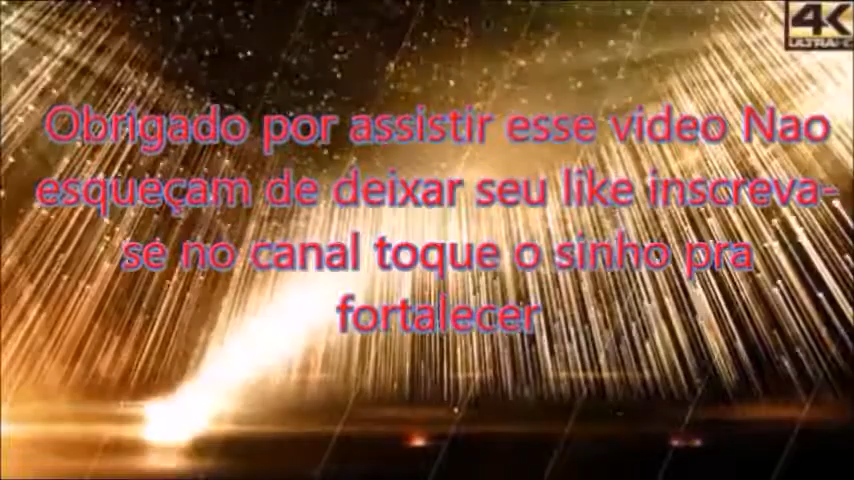 4K
ULTRA HD
Obrigado por assistir esse video Nao
esqueçam de deixar seu like inscreva-
se no canal toque o sinho pra
fortalecer